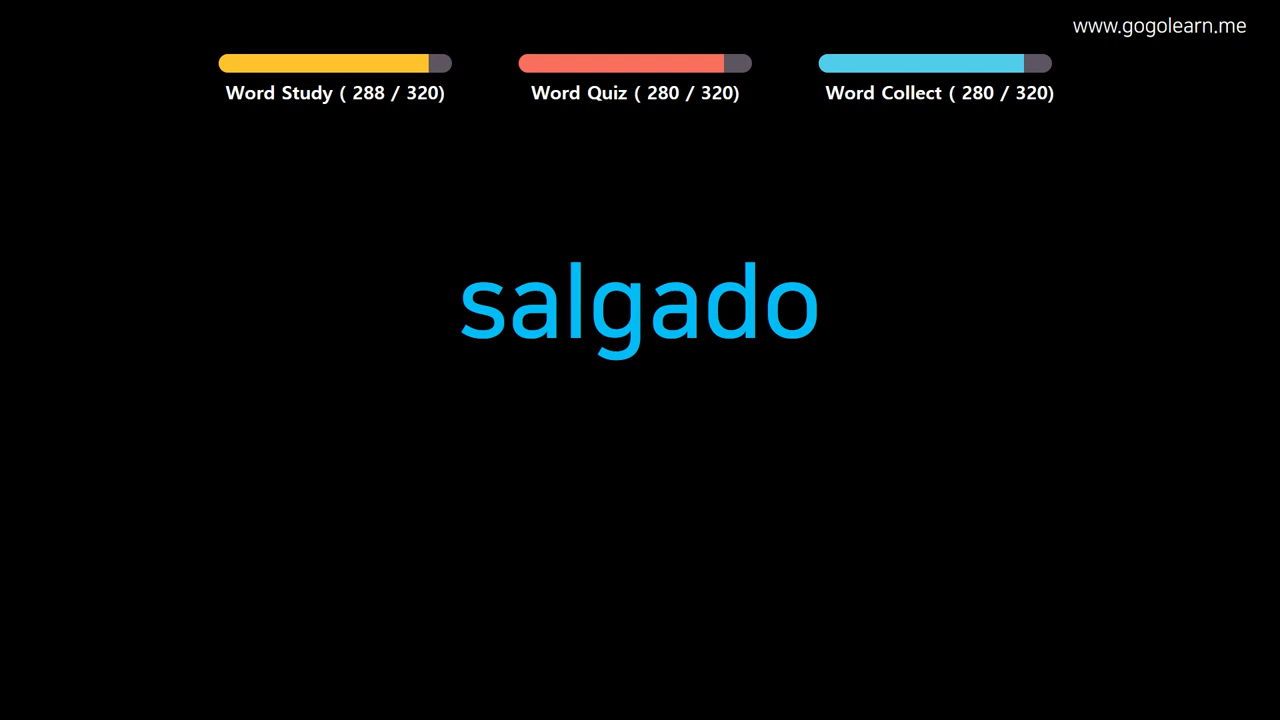 www.gogolearn.me
Word Study ( 288 / 320)
Word Quiz ( 280 / 320)
Word Collect ( 280 / 320)
salgado